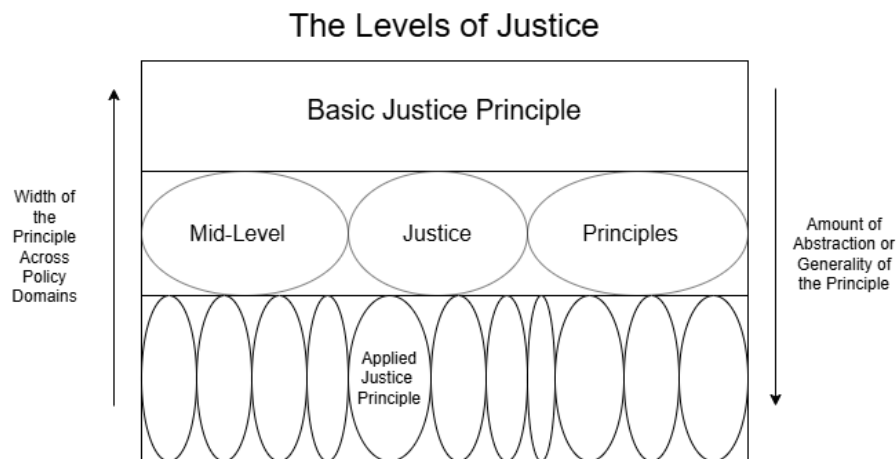 The Levels of Justice
Basic Justice Principle
Width of
the
Principle
Across
Policy
Domains
Mid-Level
Justice
Principles
Amount of
Abstraction or
Generality of
the Principle
Applied
Justice
Principle